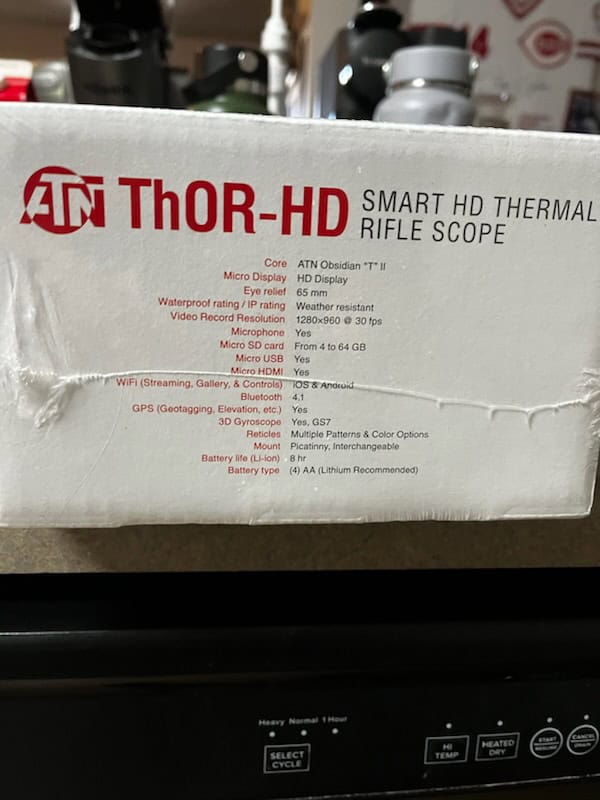 ATN ThOR-HD SMART HD THERMAL
RIFLE SCOPE
Core ATN Obsidian "T" II
Micro Display HD Display
Eye relief 65 mm
Waterproof rating / IP rating Weather resistant
Video Record Resolution 1280x960 @ 30 fps
Microphone Yes
Micro SD card From 4 to 64 GB
Micro USB Yes
Micro HDMI Yes
WiFi (Streaming, Gallery, & Controls) iOS & Android
Bluetooth 4.1
GPS (Geotagging, Elevation, etc.) Yes
3D Gyroscope Yes, GS7
Reticles Multiple Patterns & Color Options
Mount Picatinny, Interchangeable
Battery life (Li-ion) 8 hr
Battery type (4) AA (Lithium Recommended)
Heavy Normal 1 Hour
SELECT
CYCLE
HI
TEMP
HEATED
DRY
START
RESUME
CANCEL
DRAIN